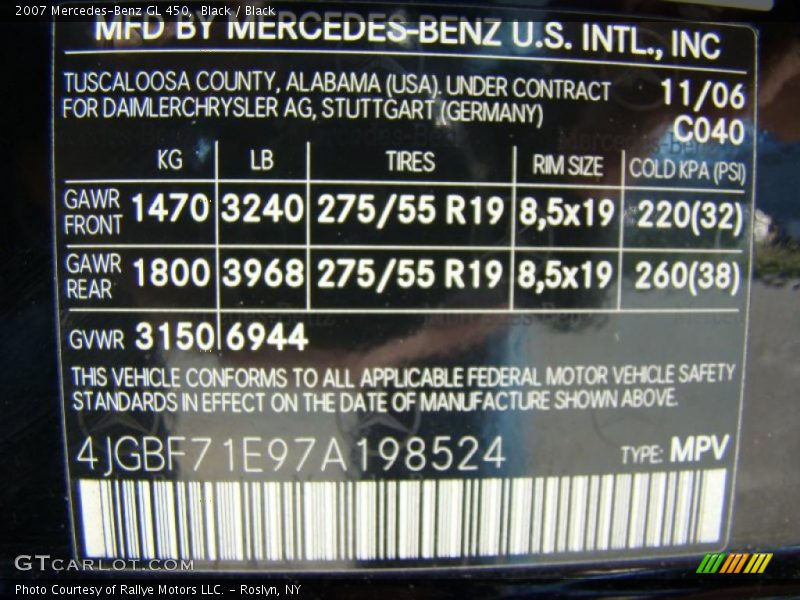 2007 Mercedes-Benz GL 450, Black / Black
MFD BY MERCEDES-BENZ U.S. INTL., INC
TUSCALOOSA COUNTY, ALABAMA (USA). UNDER CONTRACT 11/06
FOR DAIMLERCHRYSLER AG, STUTTGART (GERMANY) C040
KG LB TIRES RIM SIZE COLD KPA (PSI)
GAWR FRONT 1470 3240 275/55 R19 8,5x19 220(32)
GAWR REAR 1800 3968 275/55 R19 8,5x19 260(38)
GVWR 3150 6944
THIS VEHICLE CONFORMS TO ALL APPLICABLE FEDERAL MOTOR VEHICLE SAFETY
STANDARDS IN EFFECT ON THE DATE OF MANUFACTURE SHOWN ABOVE.
4JGBF71E97A198524 TYPE: MPV
GTCARLOT.COM
Photo Courtesy of Rallye Motors LLC. - Roslyn, NY